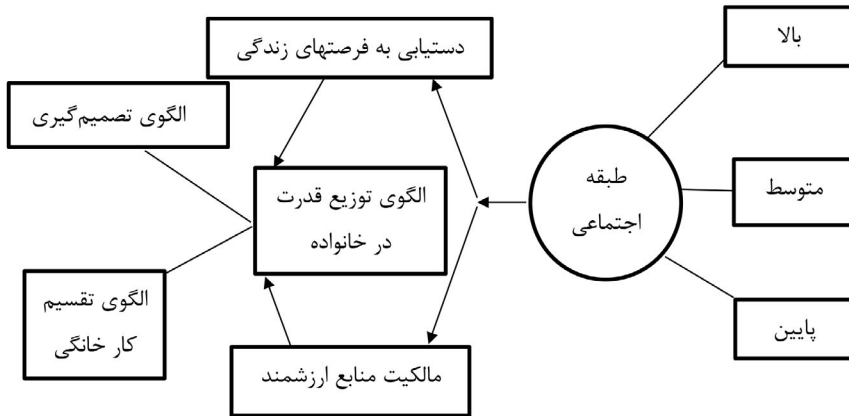 بالا
دستیابی به فرصتهای زندگی
الگوی تصمیم‌گیری
طبقه
اجتماعی
متوسط
الگوی توزیع قدرت
در خانواده
الگوی تقسیم
کار خانگی
پایین
مالکیت منابع ارزشمند